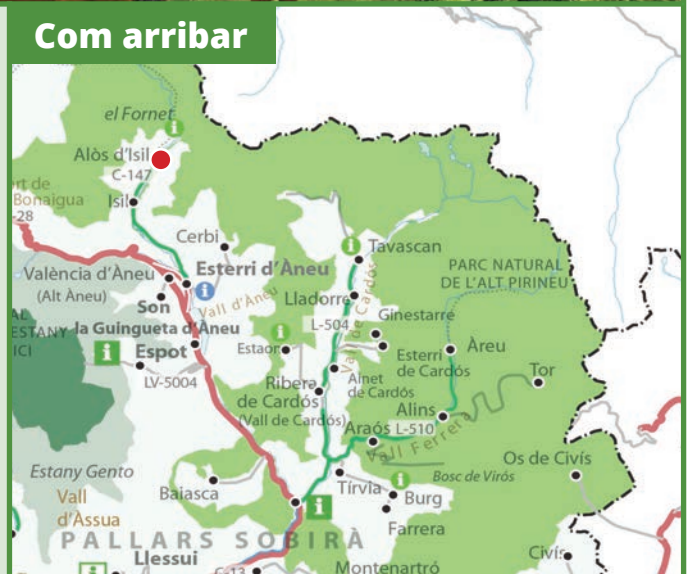 Com arribar
el Fornet
Alòs d'Isil
C-147
Isil
Bonaigua
-28
Cerbi
Tavascan
Esterri d'Àneu
València d'Àneu
(Alt Àneu)
Son
Vall d'Àneu
Lladorre
PARC NATURAL
DE L'ALT PIRINEU
la Guingueta d'Àneu
Espot
LV-5004
L-504
Vall de Cardós
Ginestarre
Estaon
Esterri
de Cardós
Àreu
Tor
Ainet
de Cardós
Ribera
de Cardós
(Vall de Cardós)
Alins
L-510
Araós
Vall Ferrera
Estany Gento
Vall
d'Àssua
Baiasca
Tírvia
Burg
Bosc de Virós
Os de Civís
Farrera
PALLARS SOBIRÀ
Llessui
C-13
Montenartró
Civís